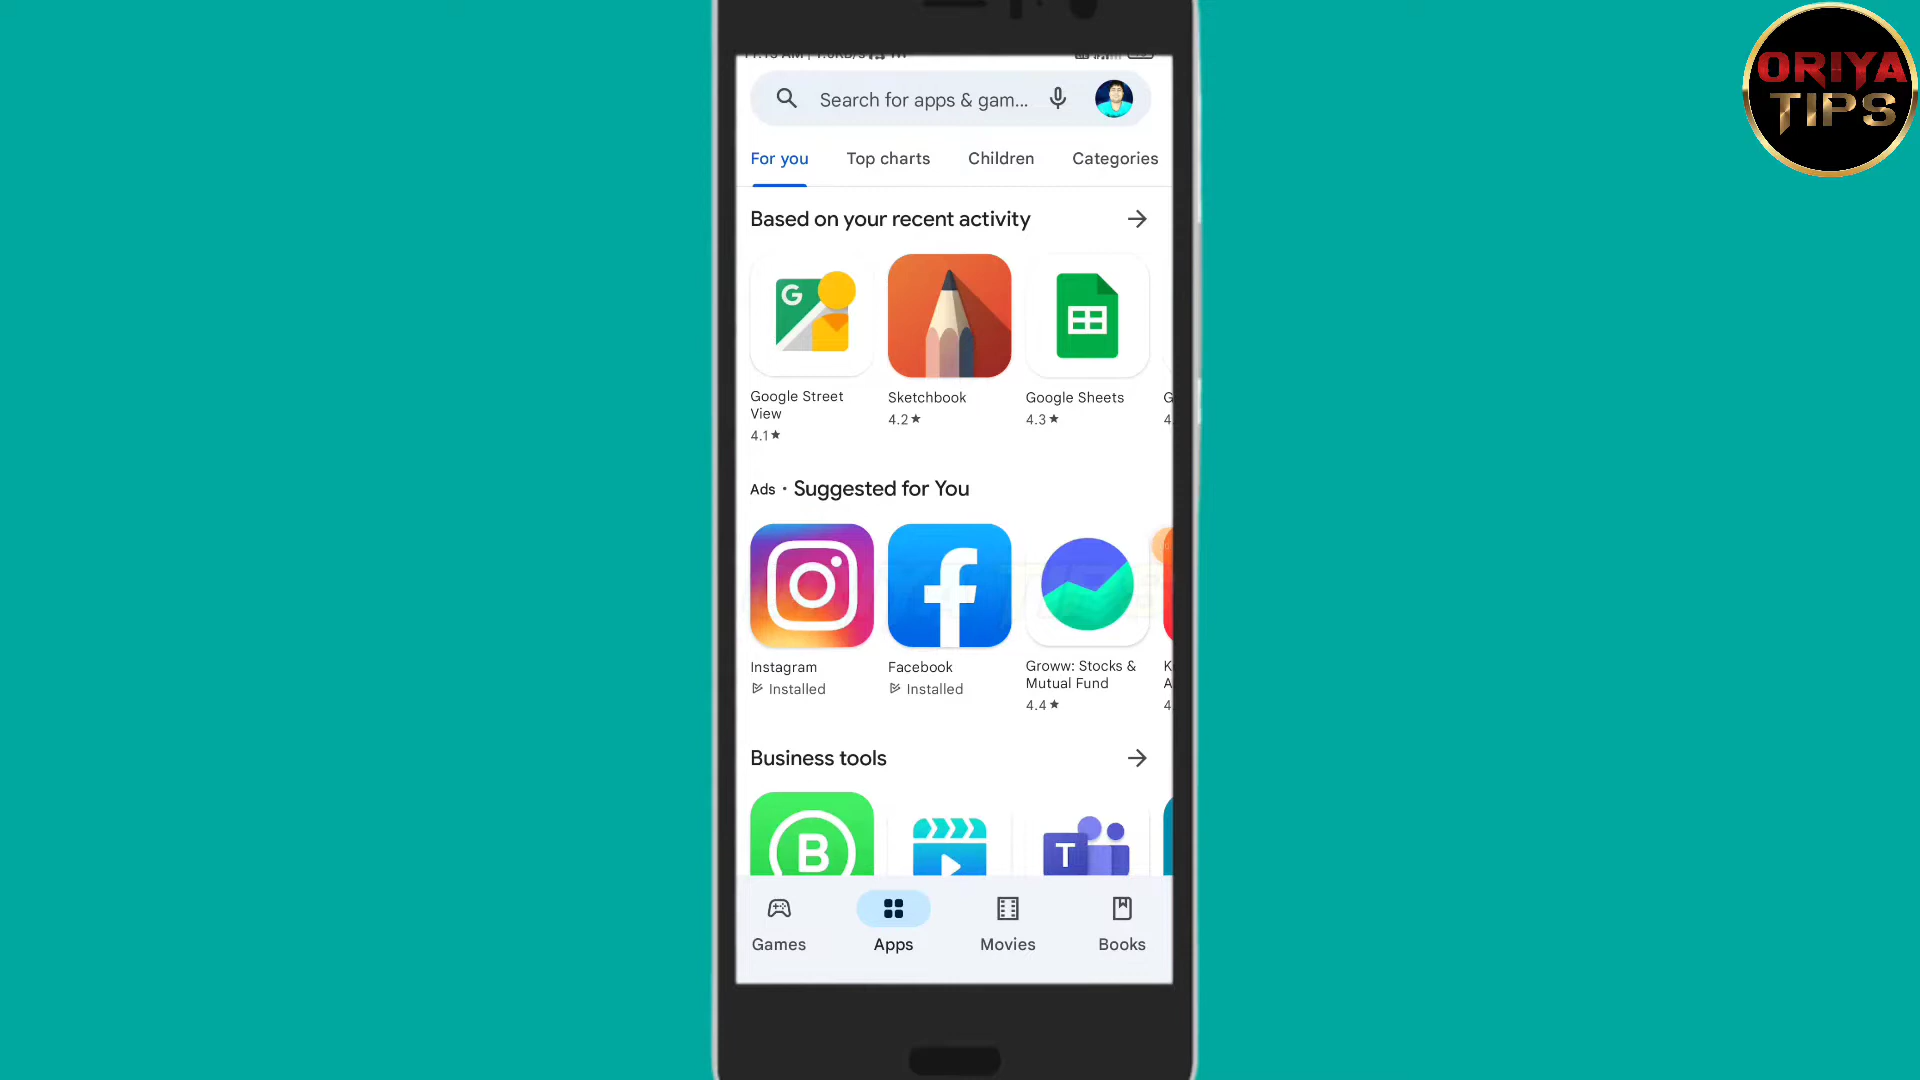 ORIYA
TIPS
Search for apps & gam...
For you Top charts Children Categories
Based on your recent activity
G
Google Street View
4.1★
Sketchbook
4.2★
Google Sheets
4.3★
G
4.
Ads • Suggested for You
Instagram
Installed
Facebook
Installed
Groww: Stocks & Mutual Fund
4.4★
K
A
4
Business tools
B
T
Games Apps Movies Books